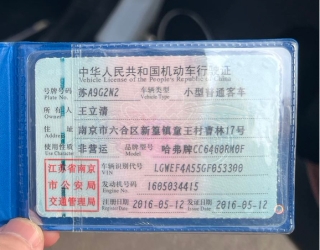 中华人民共和国机动车行驶证
Vehicle License of the People's Republic of China
号牌号码 苏A9G2N2 车辆类型 小型普通客车
Plate No. Vehicle Type
所有人 王立清
Owner
住址 南京市六合区新篁镇童王村曹林17号
使用性质 非营运 品牌型号 哈弗牌CC6460RM0F
江苏省南京市公安局交通管理局
车辆识别代号 LGWEF4A55GF053300
VIN
发动机号码 1605034415
注册日期 2016-05-12 发证日期 2016-05-12